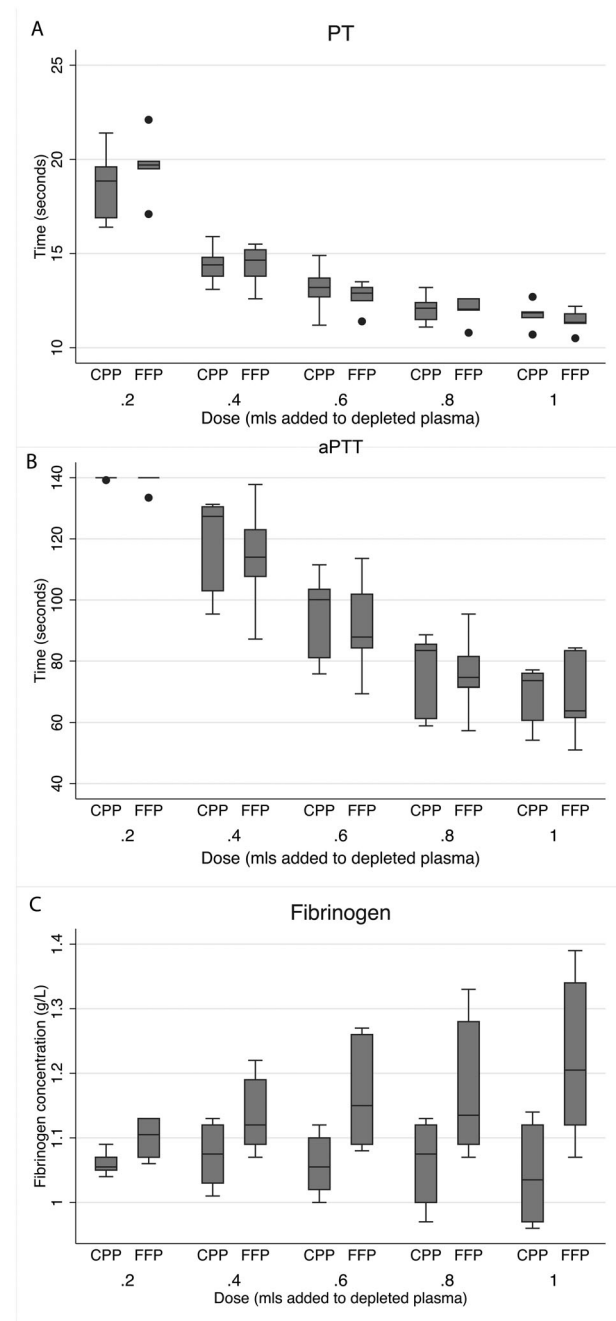 A
PT
Time (seconds)
25
20
15
10
CPP FFP CPP FFP CPP FFP CPP FFP CPP FFP
.2 .4 .6 .8 1
Dose (mls added to depleted plasma)
B
aPTT
Time (seconds)
140
120
100
80
60
40
CPP FFP CPP FFP CPP FFP CPP FFP CPP FFP
.2 .4 .6 .8 1
Dose (mls added to depleted plasma)
C
Fibrinogen
Fibrinogen concentration (g/L)
1.4
1.3
1.2
1.1
1
CPP FFP CPP FFP CPP FFP CPP FFP CPP FFP
.2 .4 .6 .8 1
Dose (mls added to depleted plasma)